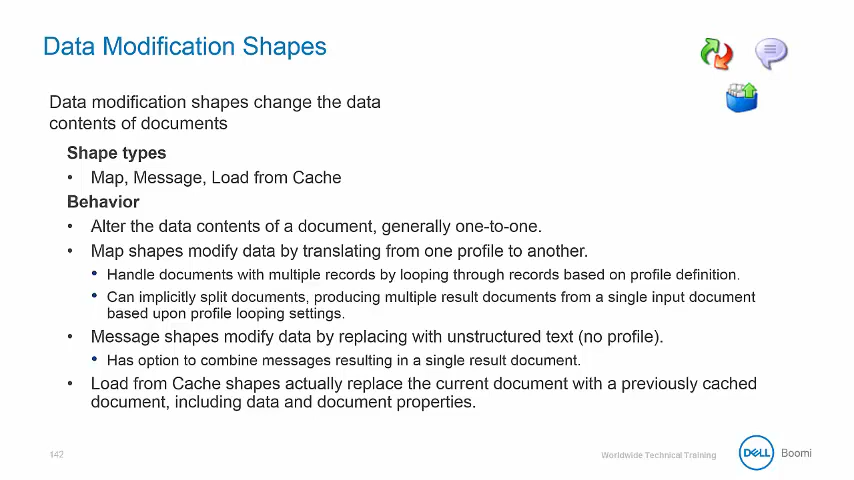 Data Modification Shapes
Data modification shapes change the data
contents of documents
Shape types
• Map, Message, Load from Cache
Behavior
• Alter the data contents of a document, generally one-to-one.
• Map shapes modify data by translating from one profile to another.
• Handle documents with multiple records by looping through records based on profile definition.
• Can implicitly split documents, producing multiple result documents from a single input document
based upon profile looping settings.
• Message shapes modify data by replacing with unstructured text (no profile).
• Has option to combine messages resulting in a single result document.
• Load from Cache shapes actually replace the current document with a previously cached
document, including data and document properties.
142
Worldwide Technical Training
DELL
Boomi